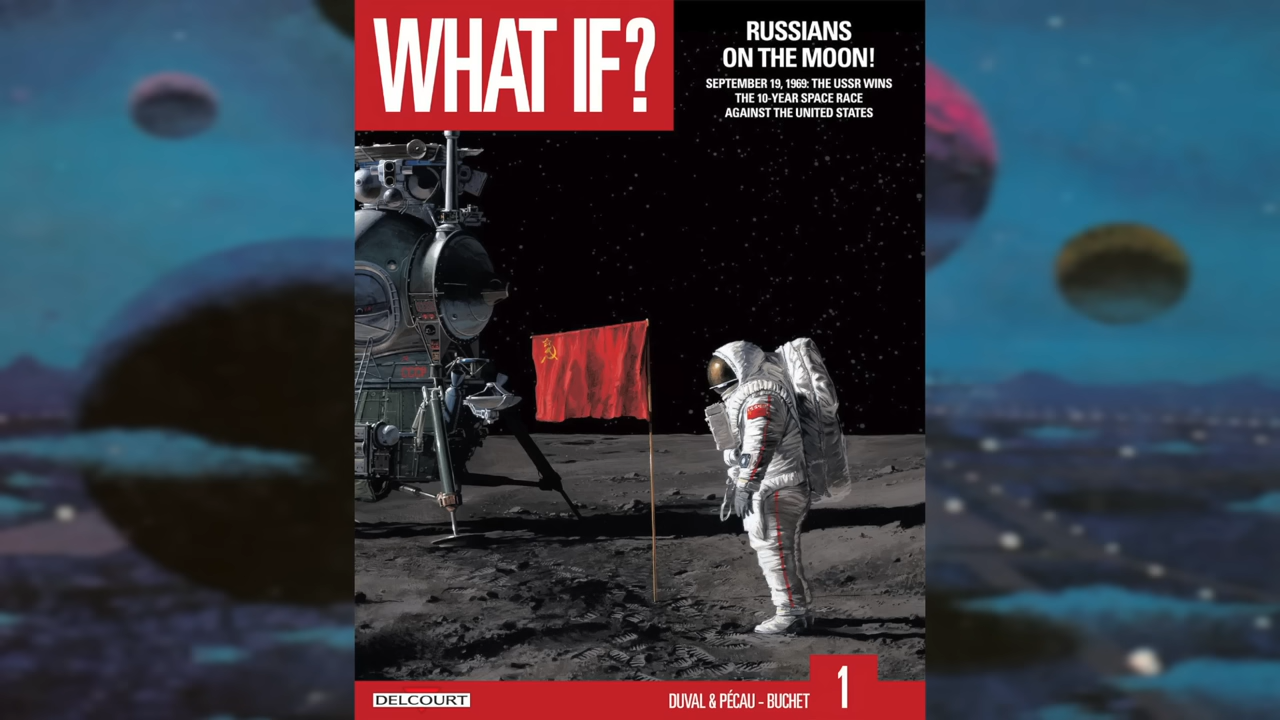 WHAT IF?
RUSSIANS
ON THE MOON!
SEPTEMBER 19, 1969: THE USSR WINS
THE 10-YEAR SPACE RACE
AGAINST THE UNITED STATES
DELCOURT
DUVAL & PÉCAU - BUCHET
1